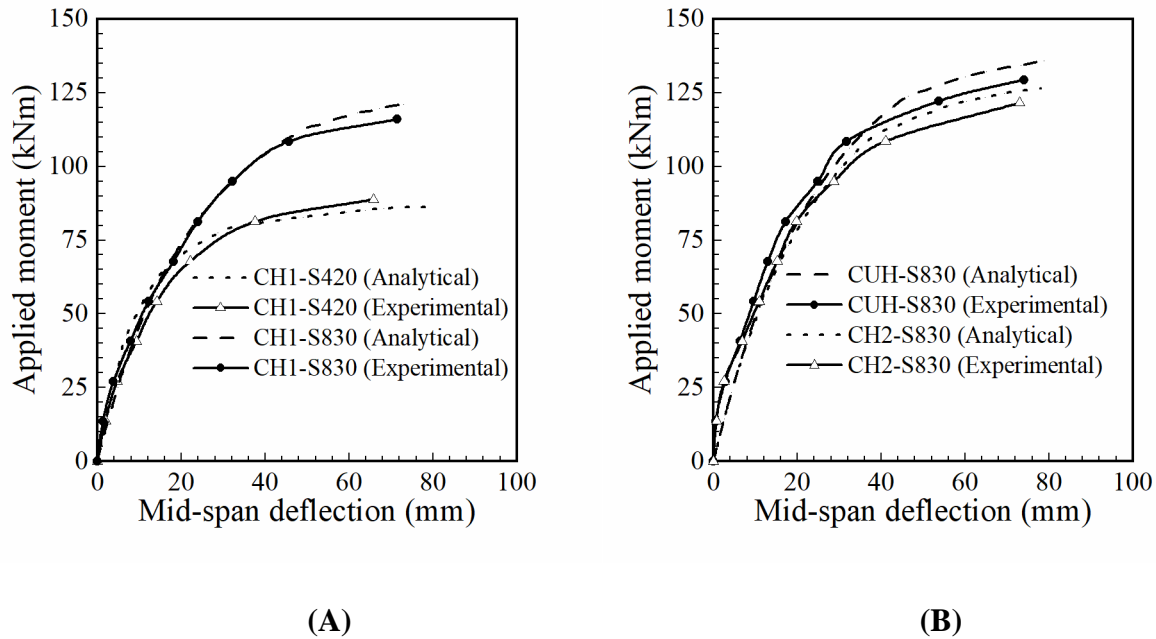 150
125
100
75
50
25
0
Applied moment (kNm)
CH1-S420 (Analytical)
CH1-S420 (Experimental)
CH1-S830 (Analytical)
CH1-S830 (Experimental)
0 20 40 60 80 100
Mid-span deflection (mm)
(A)
150
125
100
75
50
25
0
Applied moment (kNm)
CUH-S830 (Analytical)
CUH-S830 (Experimental)
CH2-S830 (Analytical)
CH2-S830 (Experimental)
0 20 40 60 80 100
Mid-span deflection (mm)
(B)